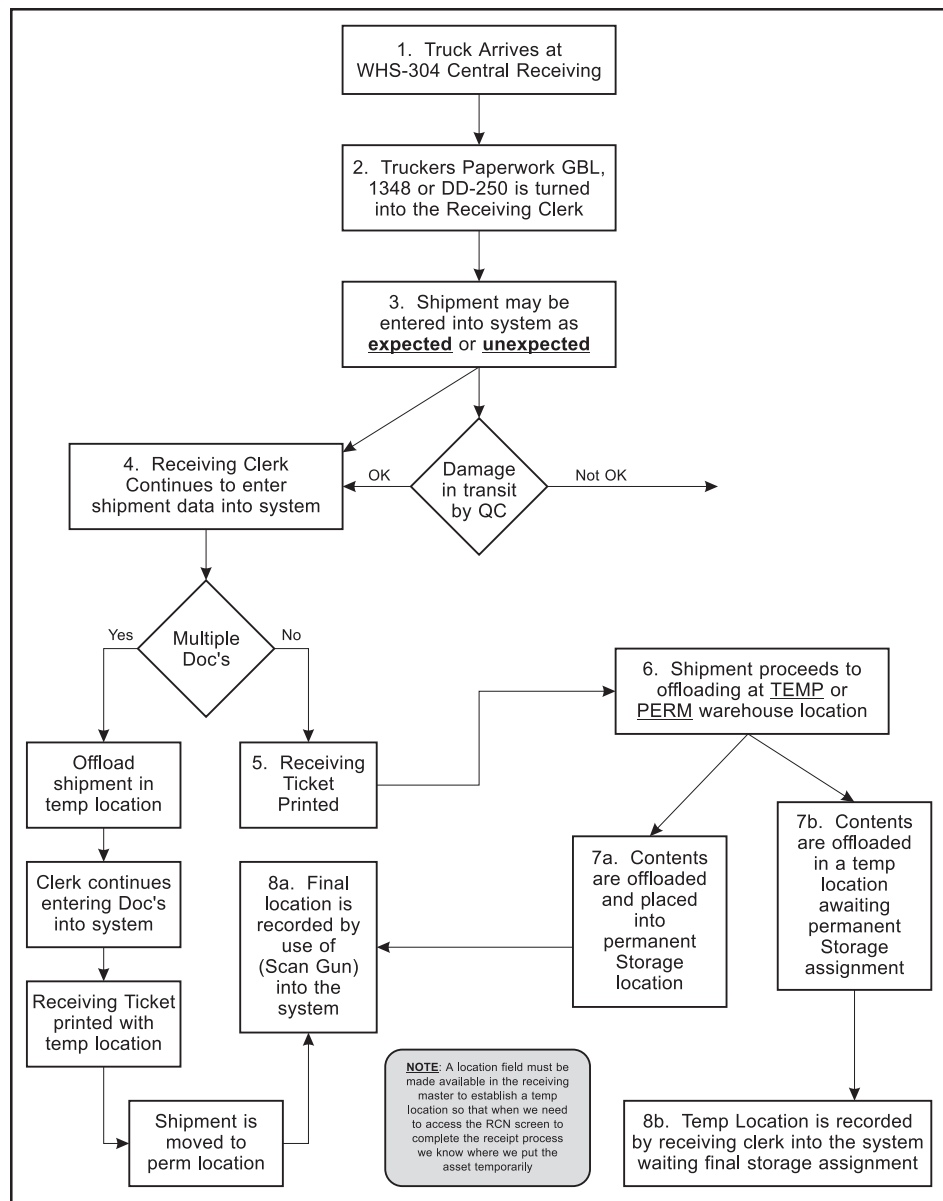 1. Truck Arrives at
WHS-304 Central Receiving
2. Truckers Paperwork GBL,
1348 or DD-250 is turned
into the Receiving Clerk
3. Shipment may be
entered into system as
expected or unexpected
4. Receiving Clerk
Continues to enter
shipment data into system
OK
Damage
in transit
by QC
Not OK
Yes
Multiple
Doc's
No
Offload
shipment in
temp location
5. Receiving
Ticket
Printed
6. Shipment proceeds to
offloading at TEMP or
PERM warehouse location
Clerk continues
entering Doc's
into system
Receiving Ticket
printed with
temp location
Shipment is
moved to
perm location
8a. Final
location is
recorded by
use of
(Scan Gun)
into the
system
7a. Contents
are offloaded
and placed
into
permanent
Storage
location
7b. Contents
are offloaded
in a temp
location
awaiting
permanent
Storage
assignment
NOTE: A location field must be
made available in the receiving
master to establish a temp
location so that when we need
to access the RCN screen to
complete the receipt process
we know where we put the
asset temporarily
8b. Temp Location is recorded
by receiving clerk into the system
waiting final storage assignment